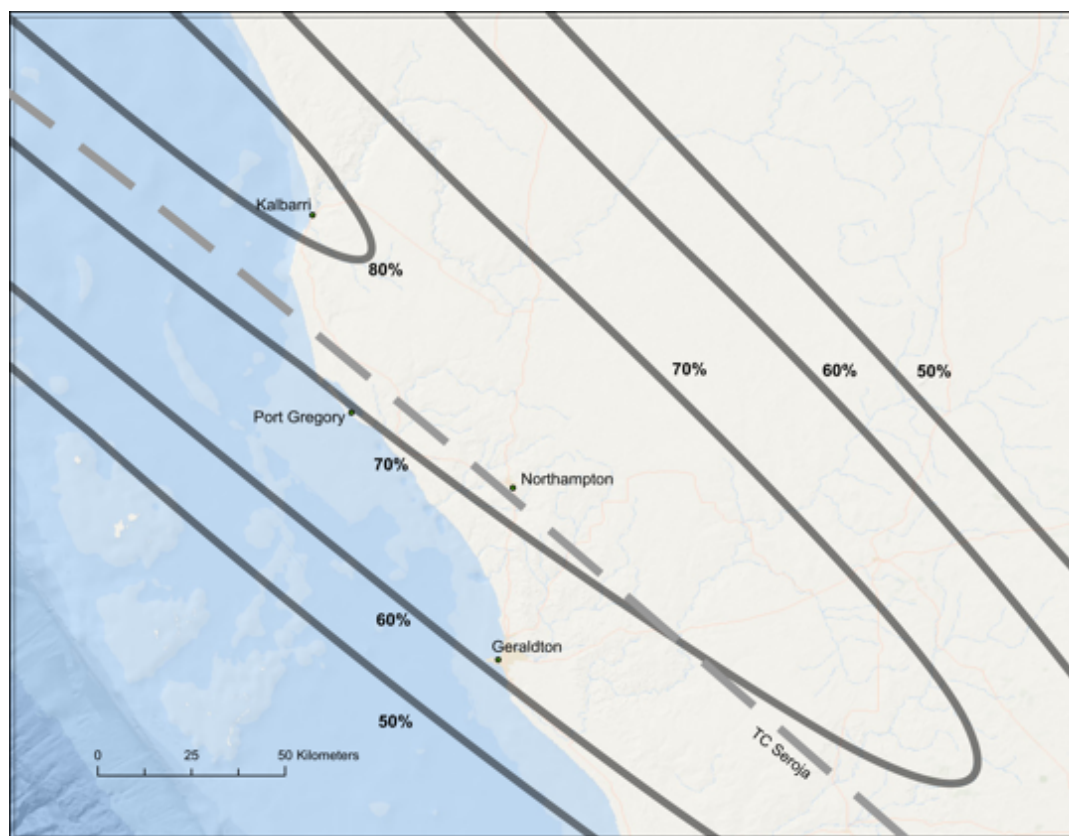 Kalbarri
80%
70%
60%
50%
Port Gregory
70%
Northampton
60%
Geraldton
50%
TC Seroja
0 25 50 Kilometers